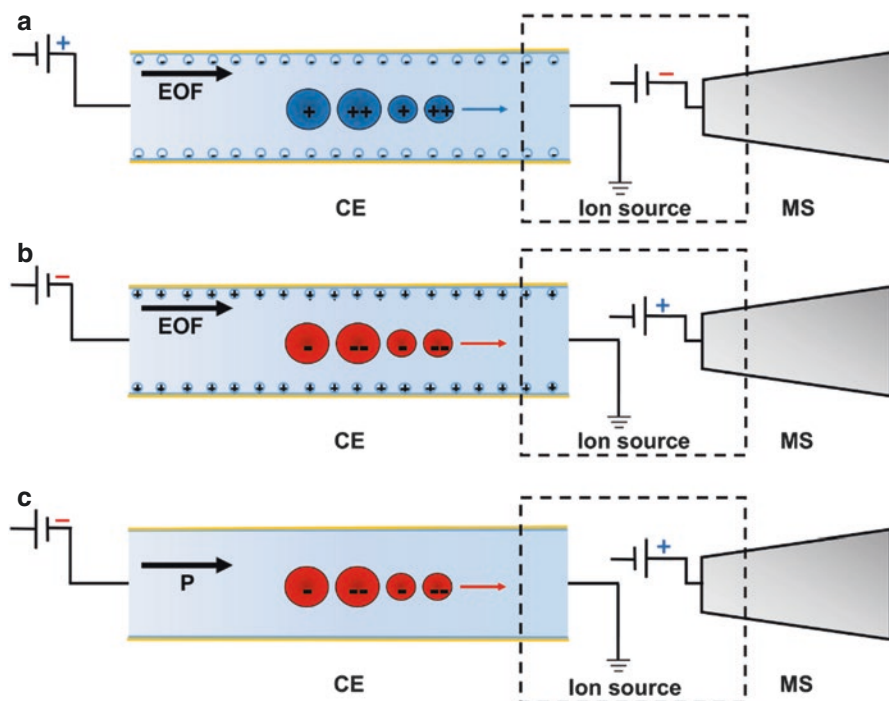 a
+
-
EOF
+ ++ + ++
CE
Ion source
MS
b
-
+
EOF
- -- - --
CE
Ion source
MS
c
-
+
P
- -- - --
CE
Ion source
MS